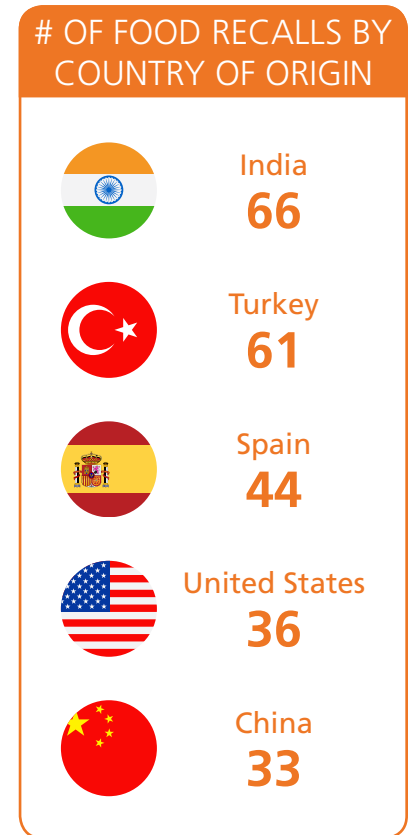 # OF FOOD RECALLS BY
COUNTRY OF ORIGIN
India
66
Turkey
61
Spain
44
United States
36
China
33